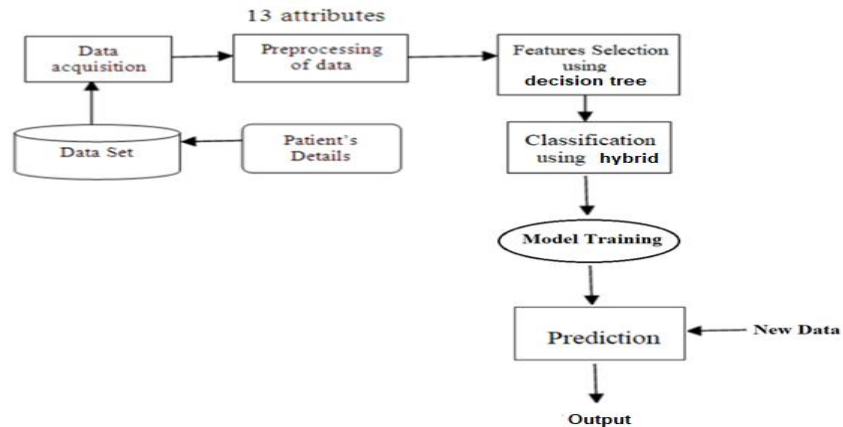 13 attributes
Data
acquisition
Preprocessing
of data
Features Selection
using
decision tree
Data Set
Patient's
Details
Classification
using hybrid
Model Training
Prediction
New Data
Output